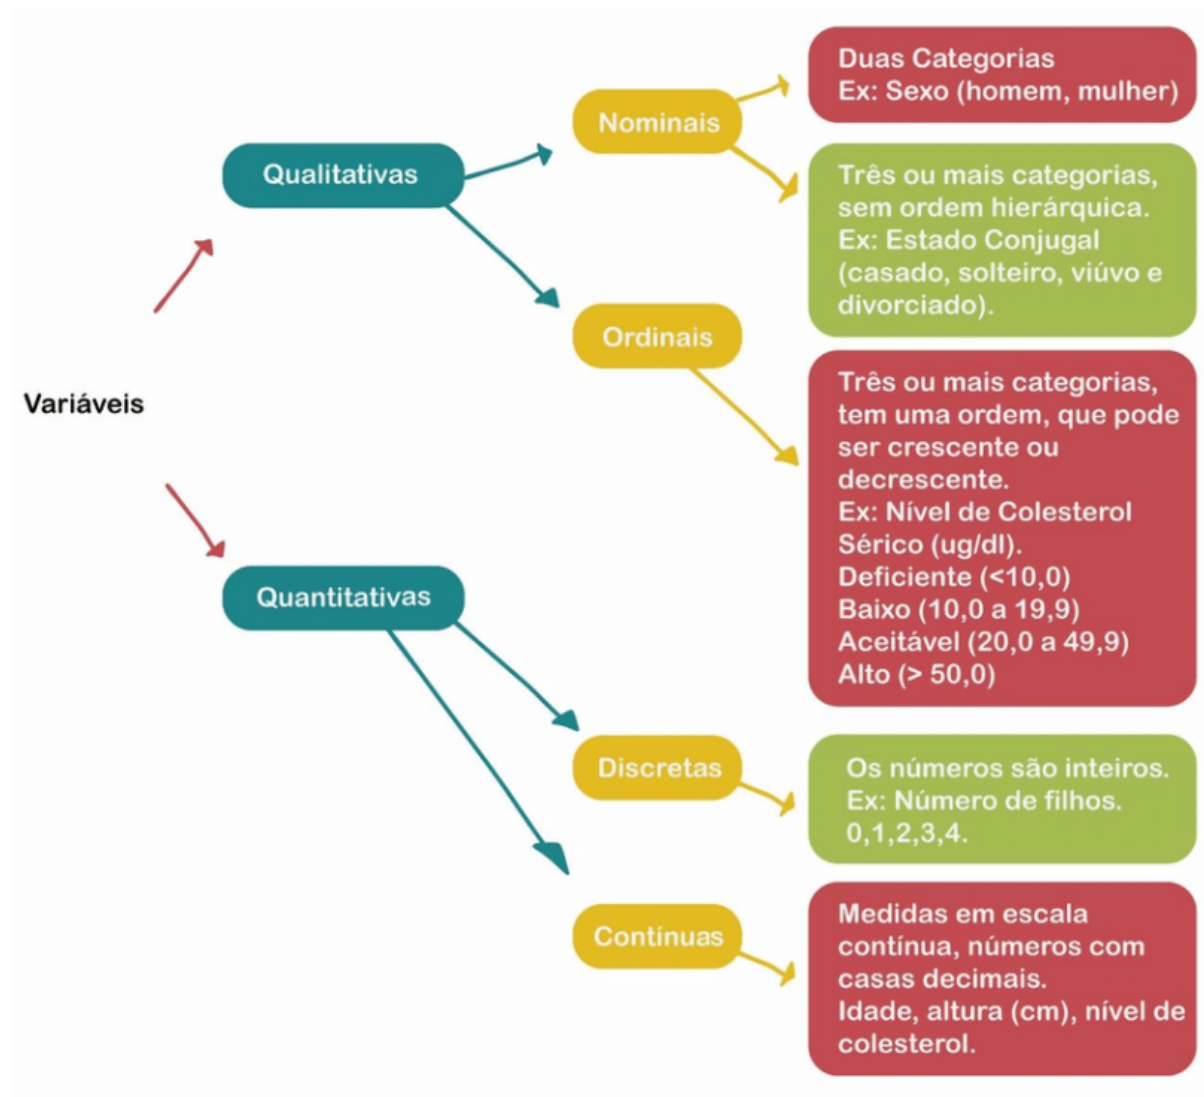 Variáveis
Qualitativas
Nominais
Duas Categorias
Ex: Sexo (homem, mulher)
Três ou mais categorias,
sem ordem hierárquica.
Ex: Estado Conjugal
(casado, solteiro, viúvo e
divorciado).
Ordinais
Três ou mais categorias,
tem uma ordem, que pode
ser crescente ou
decrescente.
Ex: Nível de Colesterol
Sérico (ug/dl).
Deficiente (<10,0)
Baixo (10,0 a 19,9)
Aceitável (20,0 a 49,9)
Alto (> 50,0)
Quantitativas
Discretas
Os números são inteiros.
Ex: Número de filhos.
0,1,2,3,4.
Contínuas
Medidas em escala
contínua, números com
casas decimais.
Idade, altura (cm), nível de
colesterol.